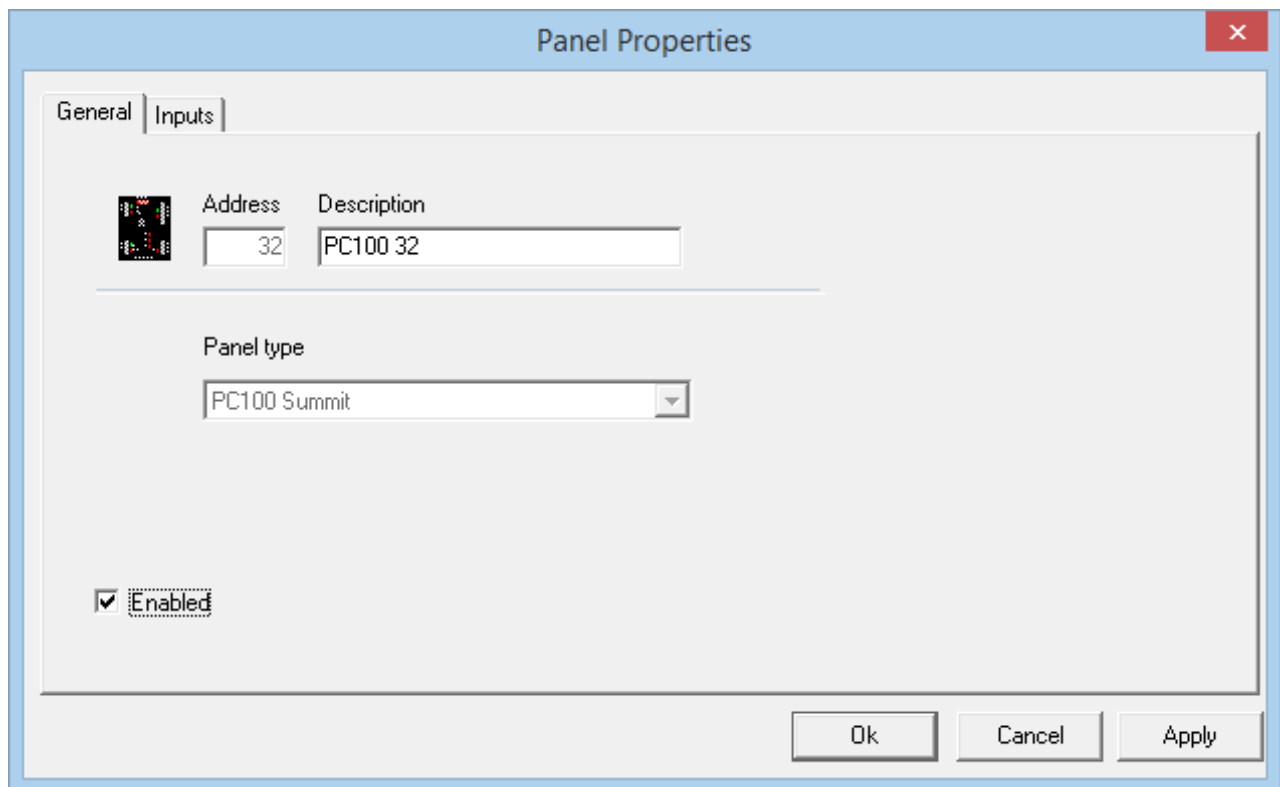 Panel Properties
General Inputs
Address Description
32 PC100 32
Panel type
PC100 Summit
Enabled
Ok Cancel Apply